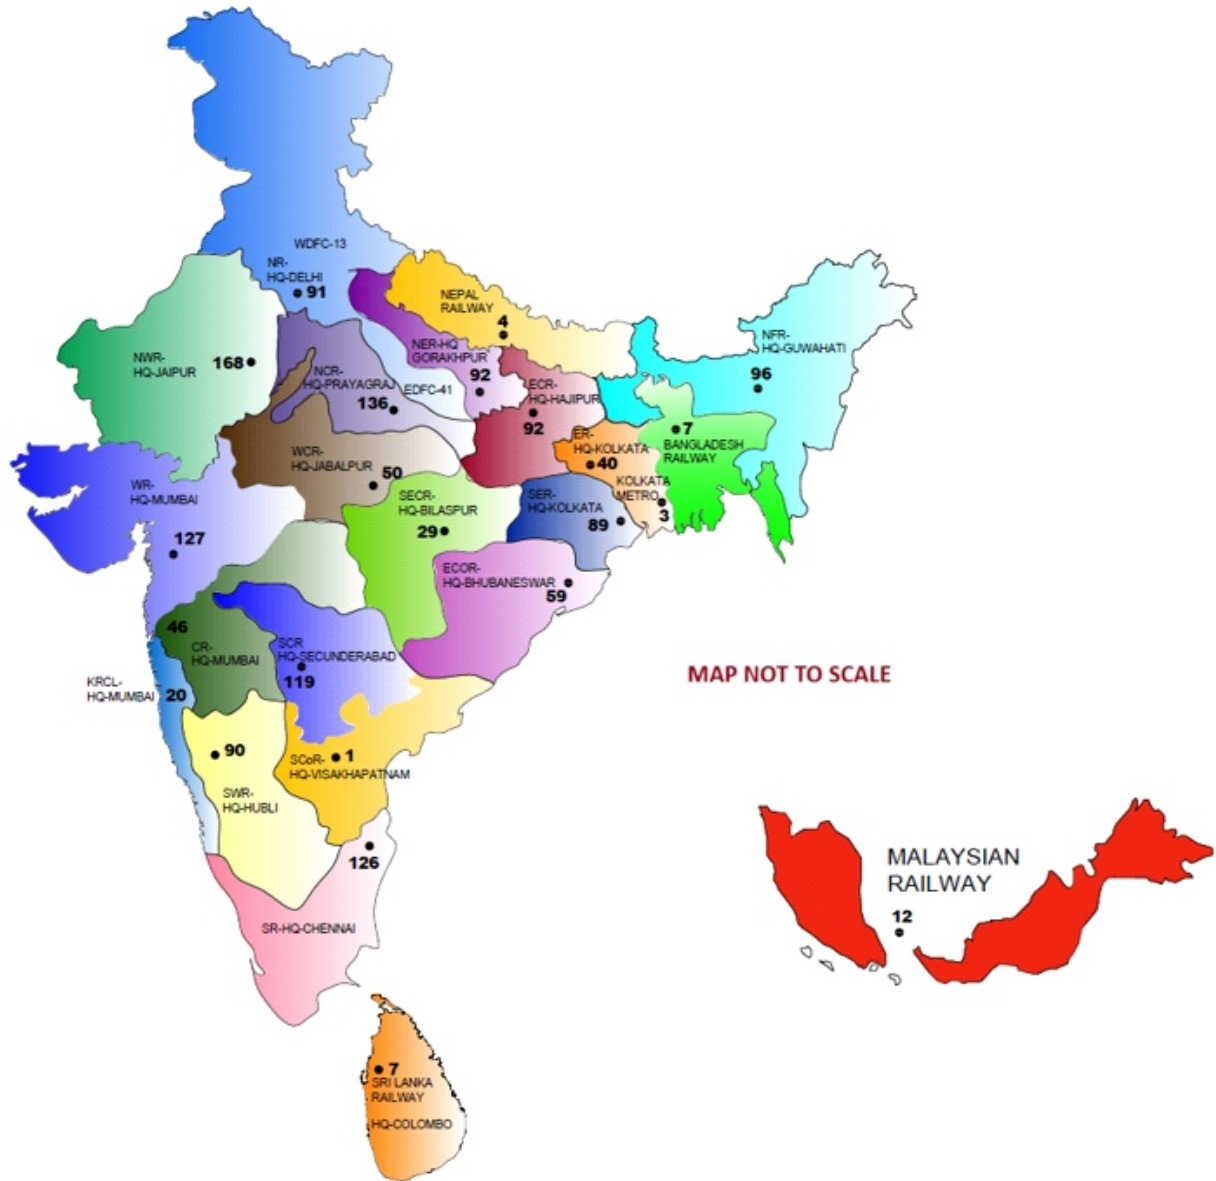 WDFC-13
NR-
HQ-DELHI
91
NEPAL
RAILWAY
4
NFR-
HQ-GUWAHATI
96
NWR-
HQ-JAIPUR
168
NER-HQ
GORAKHPUR
92
NCR-
HQ-PRAYAGRAJ
136
EDFC-41
ECR-
HQ-HAJIPUR
92
7
BANGLADESH
RAILWAY
ER-
HQ-KOLKATA
40
WCR-
HQ-JABALPUR
50
KOLKATA
METRO
3
WR-
HQ-MUMBAI
127
SECR-
HQ-BILASPUR
29
SER-
HQ-KOLKATA
89
ECOR-
HQ-BHUBANESWAR
59
46
CR-
HQ-MUMBAI
SCR
HQ-SECUNDERABAD
119
MAP NOT TO SCALE
KRCL-
HQ-MUMBAI
20
90
SWR-
HQ-HUBLI
1
SCoR-
HQ-VISAKHAPATNAM
126
SR-HQ-CHENNAI
MALAYSIAN
RAILWAY
12
7
SRI LANKA
RAILWAY
HQ-COLOMBO